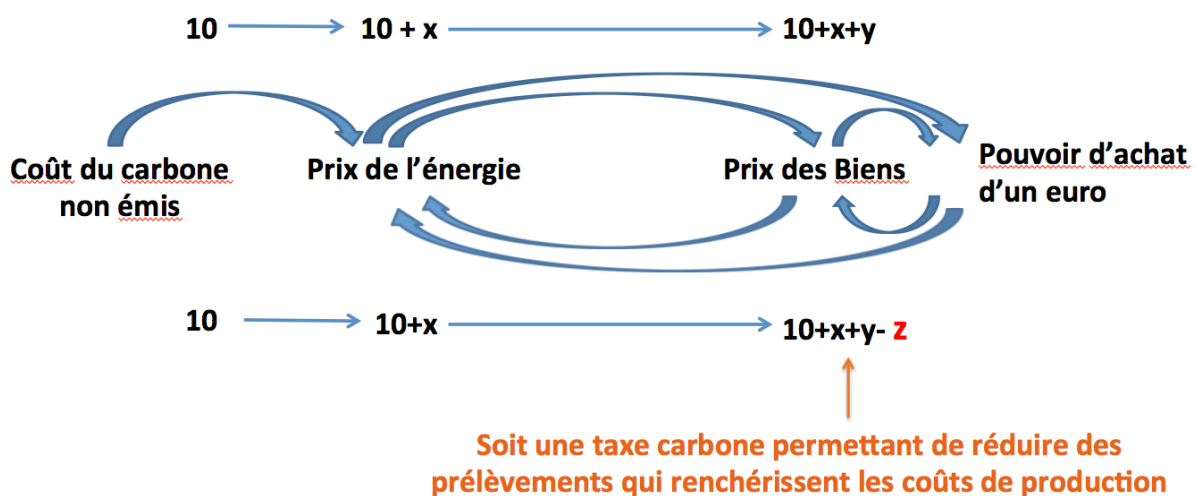 10 10 + x 10+x+y
Coût du carbone non émis
Prix de l’énergie
Prix des Biens
Pouvoir d’achat d’un euro
10 10+x 10+x+y- z
Soit une taxe carbone permettant de réduire des
prélèvements qui renchérissent les coûts de production